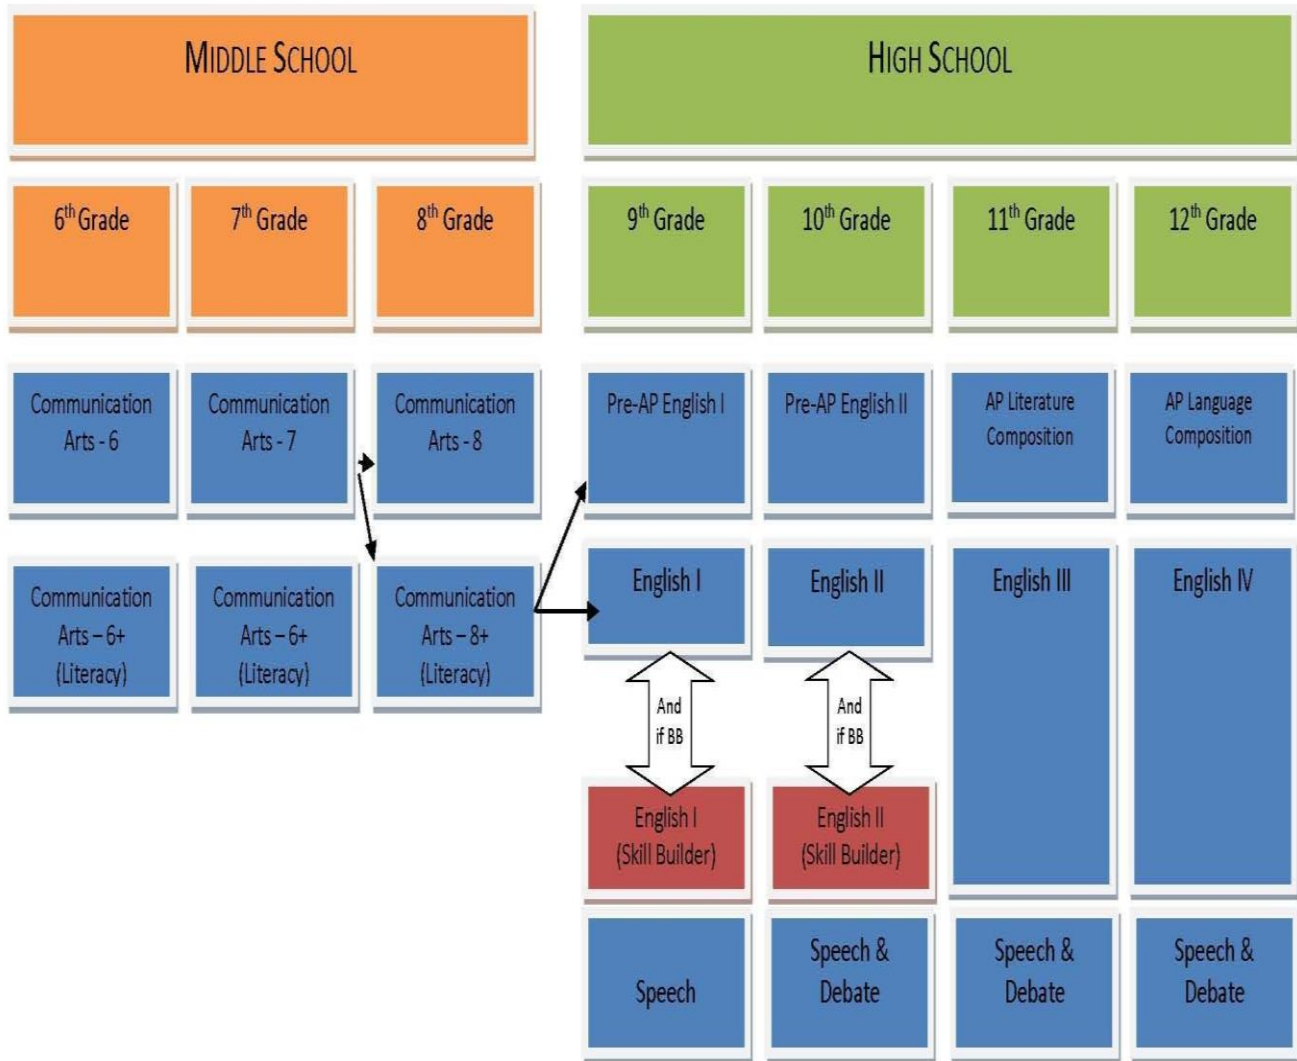 MIDDLE SCHOOL
HIGH SCHOOL
6th Grade
7th Grade
8th Grade
9th Grade
10th Grade
11th Grade
12th Grade
Communication
Arts - 6
Communication
Arts - 7
Communication
Arts - 8
Pre-AP English I
Pre-AP English II
AP Literature
Composition
AP Language
Composition
Communication
Arts – 6+
(Literacy)
Communication
Arts – 6+
(Literacy)
Communication
Arts – 8+
(Literacy)
English I
English II
English III
English IV
And
if BB
And
if BB
English I
(Skill Builder)
English II
(Skill Builder)
Speech
Speech &
Debate
Speech &
Debate
Speech &
Debate